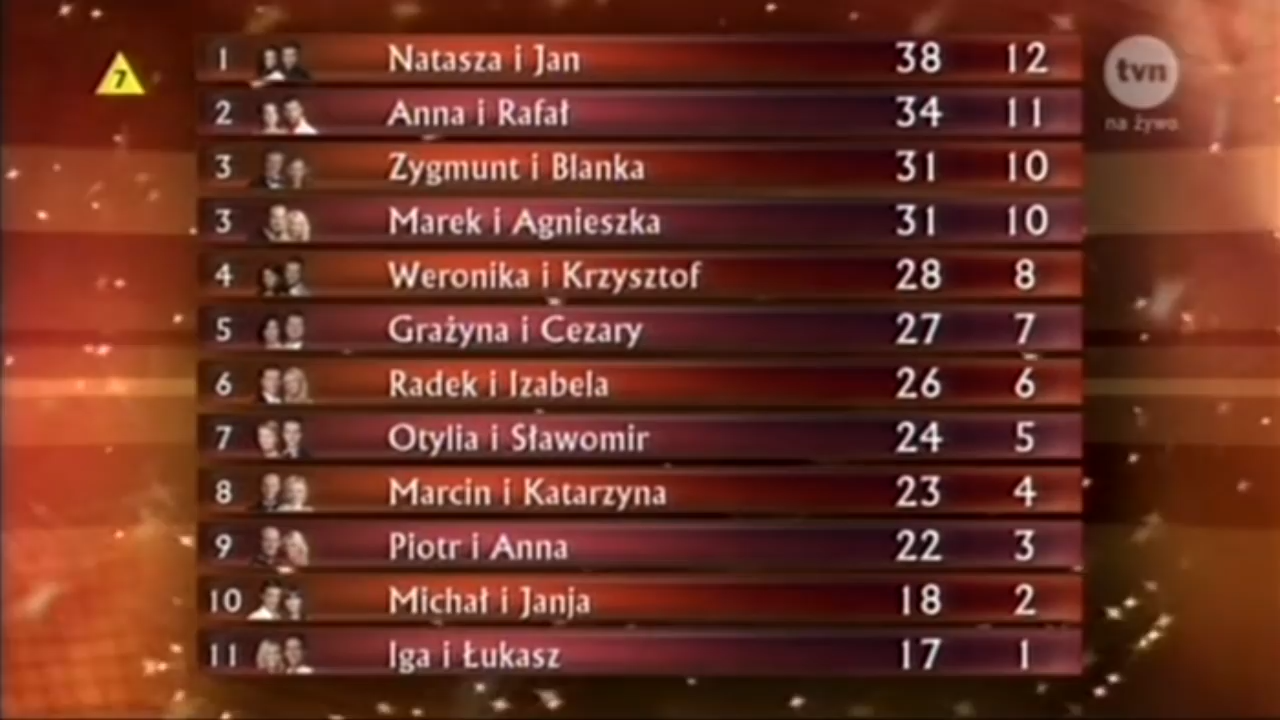 1 Natasza i Jan 38 12
2 Anna i Rafał 34 11
3 Zygmunt i Blanka 31 10
3 Marek i Agnieszka 31 10
4 Weronika i Krzysztof 28 8
5 Grażyna i Cezary 27 7
6 Radek i Izabela 26 6
7 Otylia i Sławomir 24 5
8 Marcin i Katarzyna 23 4
9 Piotr i Anna 22 3
10 Michał i Janja 18 2
11 Iga i Łukasz 17 1
7
tvn
na żywo